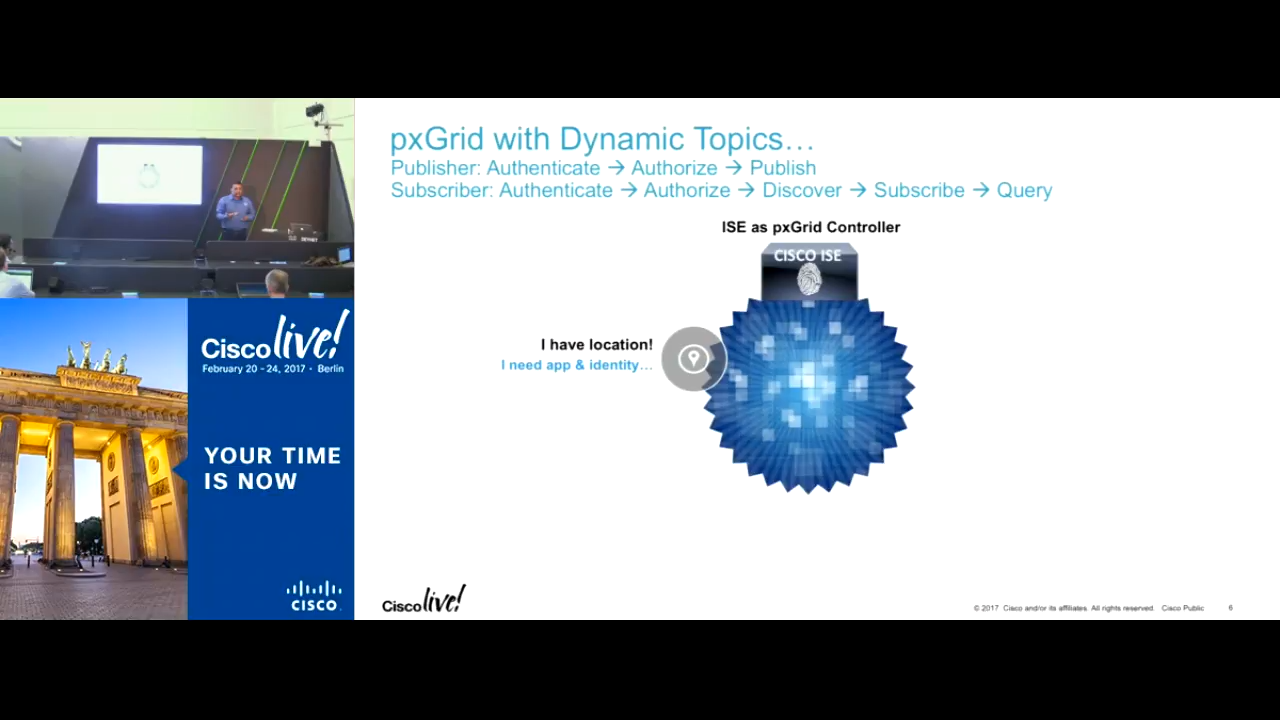 pxGrid with Dynamic Topics…
Publisher: Authenticate → Authorize → Publish
Subscriber: Authenticate → Authorize → Discover → Subscribe → Query
ISE as pxGrid Controller
CISCO ISE
I have location!
I need app & identity…
Cisco live!
February 20 - 24, 2017 • Berlin
YOUR TIME
IS NOW
CISCO
Cisco live!
© 2017 Cisco and/or its affiliates. All rights reserved. Cisco Public 6